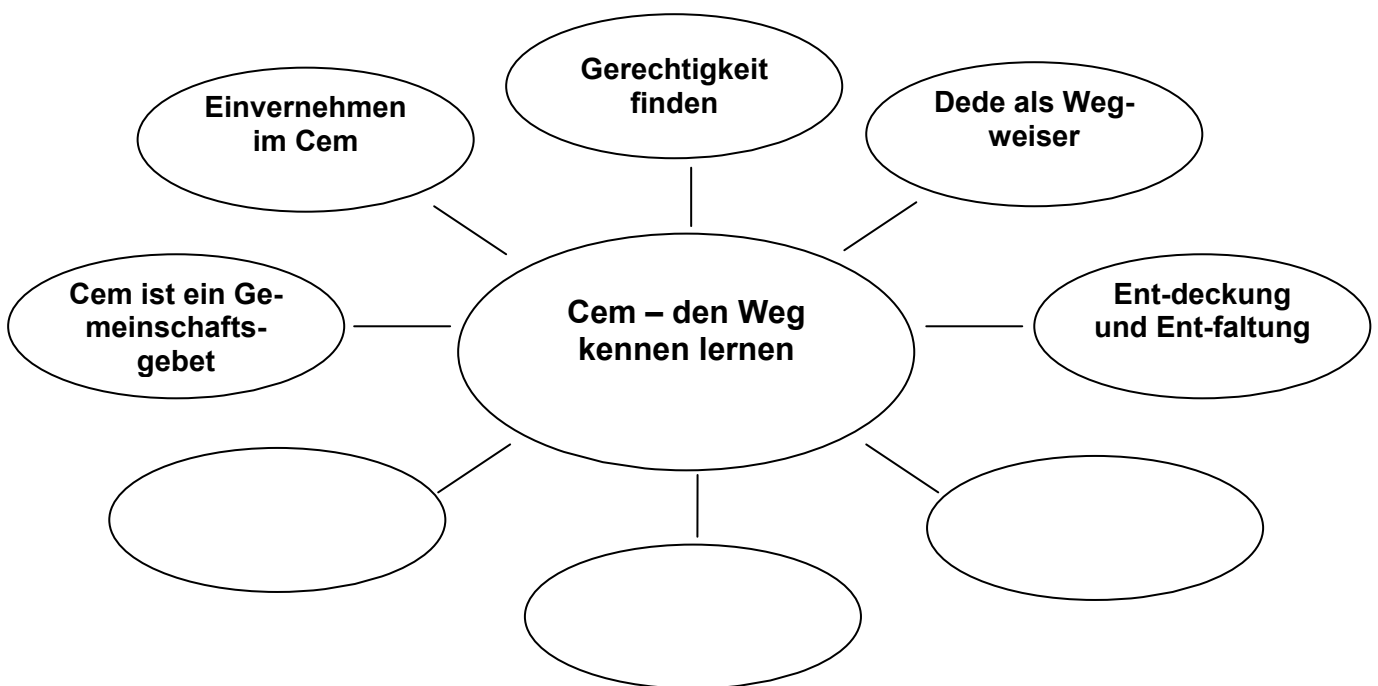 Gerechtigkeit
finden
Einvernehmen
im Cem
Dede als Weg-
weiser
Cem ist ein Ge-
meinschafts-
gebet
Cem – den Weg
kennen lernen
Ent-deckung
und Ent-faltung